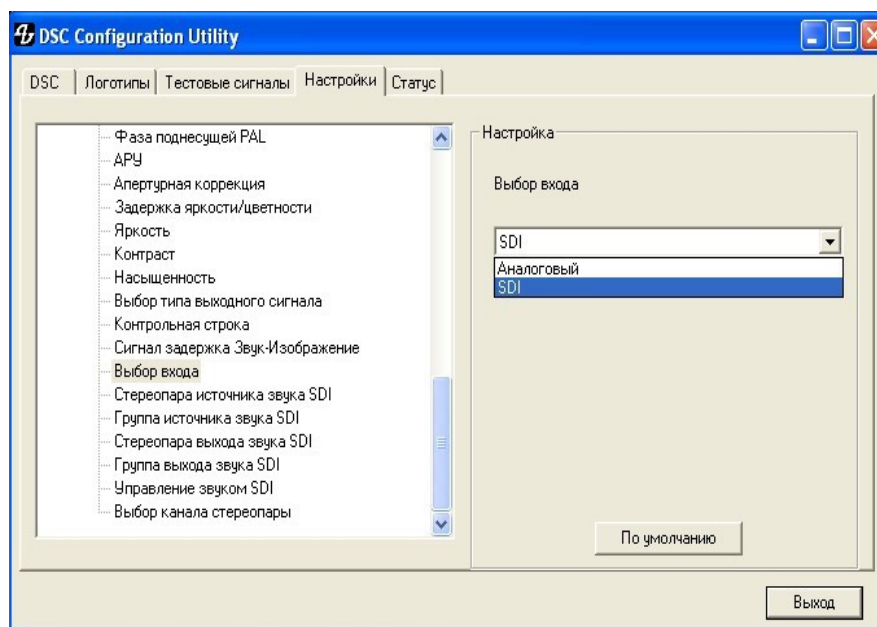 DSC Configuration Utility
DSC Логотипы Тестовые сигналы Настройки Статус
Фаза поднесущей PAL
АРУ
Апертурная коррекция
Задержка яркости/цветности
Яркость
Контраст
Насыщенность
Выбор типа выходного сигнала
Контрольная строка
Сигнал задержка Звук-Изображение
Выбор входа
Стереопара источника звука SDI
Группа источника звука SDI
Стереопара выхода звука SDI
Группа выхода звука SDI
Управление звуком SDI
Выбор канала стереопары
Настройка
Выбор входа
SDI
Аналоговый
SDI
По умолчанию
Выход